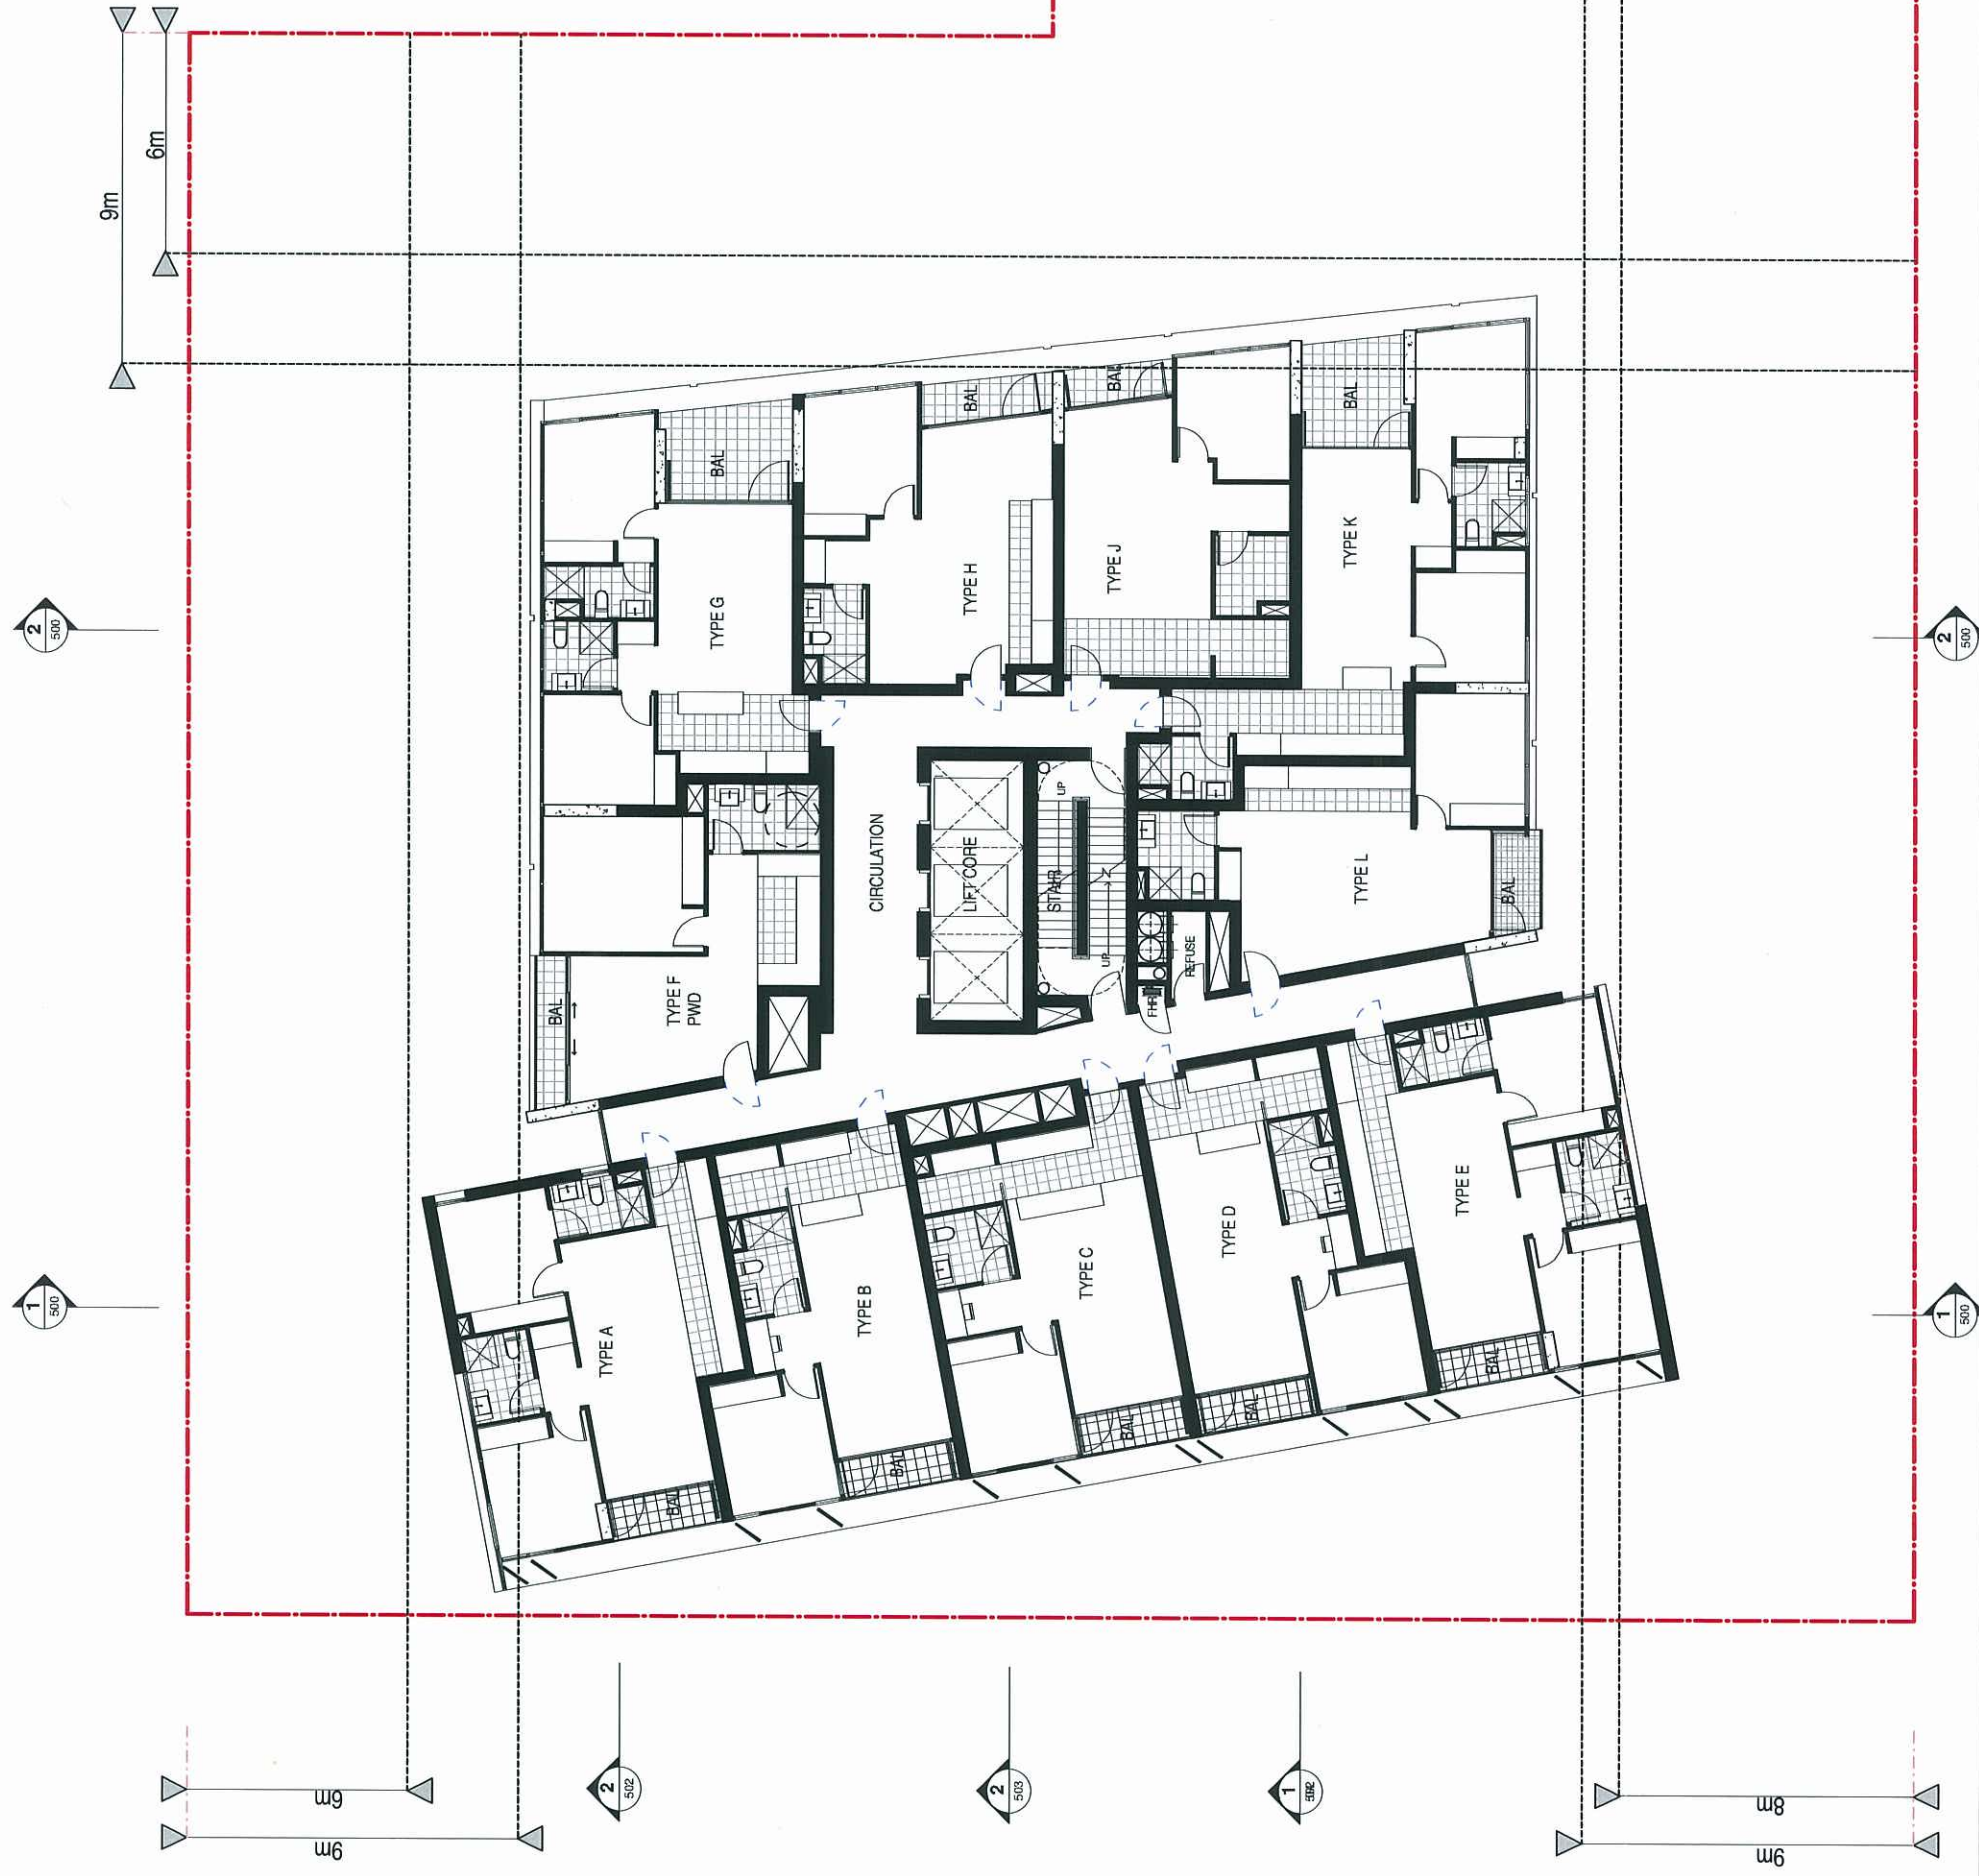 6m
9m
2
500
2
500
BAL
BAL
BAL
BAL
TYPE G
TYPE H
TYPE J
TYPE K
CIRCULATION
LIFT CORE
STAIR
UP
UP
TYPE L
BAL
REFUSE
FHR
BAL
TYPE F
PWD
TYPE A
TYPE B
TYPE C
TYPE D
TYPE E
BAL
BAL
BAL
BAL
BAL
1
500
1
500
6m
9m
2
502
2
503
1
8m
9m